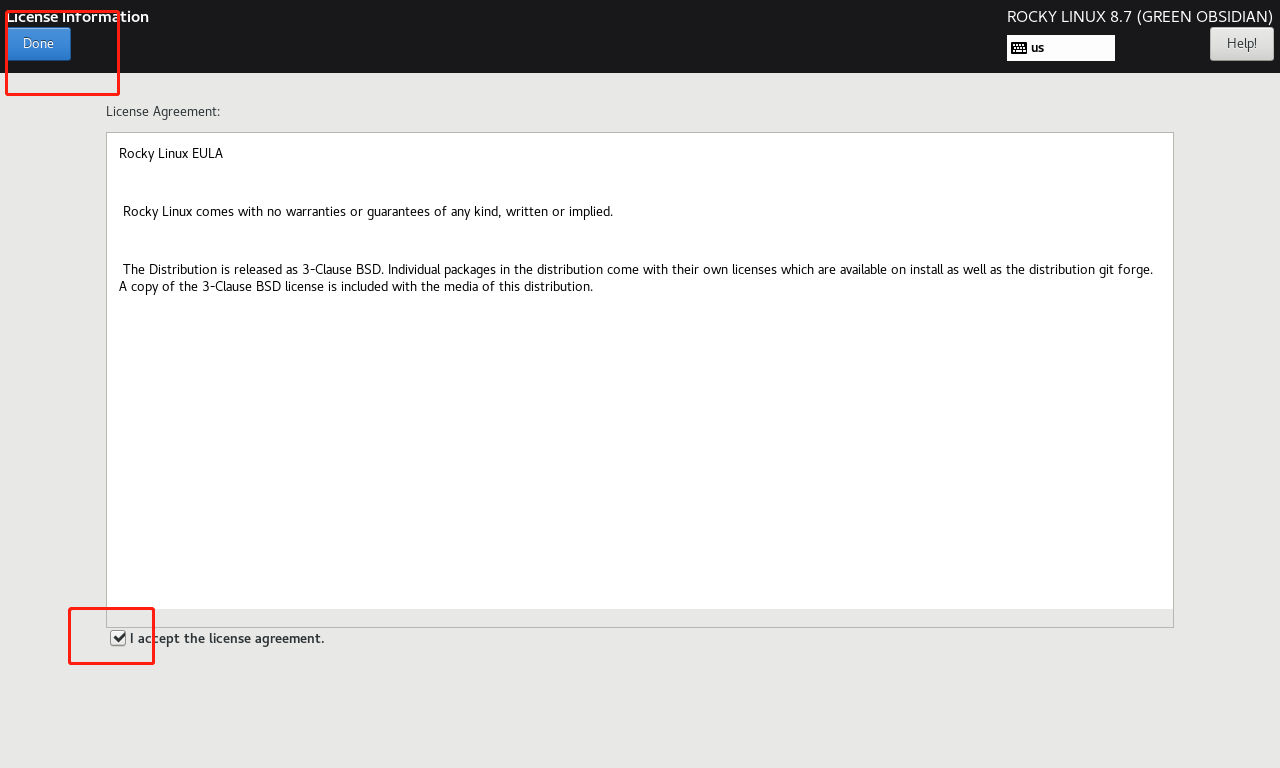 License Information
ROCKY LINUX 8.7 (GREEN OBSIDIAN)
Done
us
Help!
License Agreement:
Rocky Linux EULA
Rocky Linux comes with no warranties or guarantees of any kind, written or implied.
The Distribution is released as 3-Clause BSD. Individual packages in the distribution come with their own licenses which are available on install as well as the distribution git forge.
A copy of the 3-Clause BSD license is included with the media of this distribution.
I accept the license agreement.